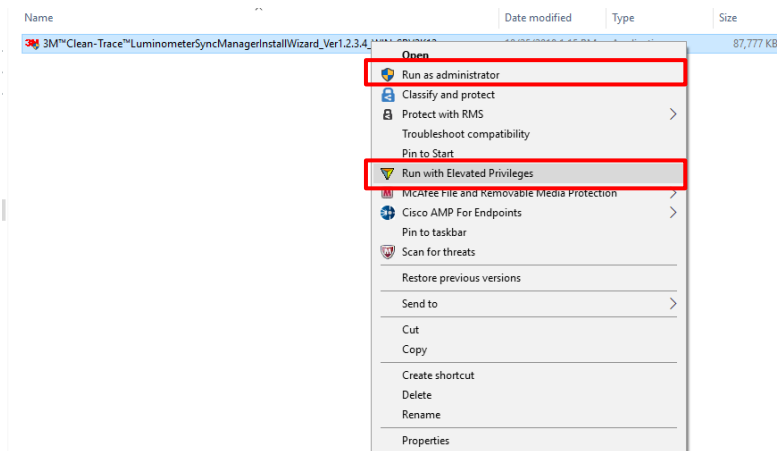 Name Date modified Type Size
3M™Clean-Trace™LuminometerSyncManagerInstallWizard_Ver1.2.3.4_ 87,777 KB
Open
Run as administrator
Classify and protect
Protect with RMS
Troubleshoot compatibility
Pin to Start
Run with Elevated Privileges
McAfee File and Removable Media Protection
Cisco AMP For Endpoints
Pin to taskbar
Scan for threats
Restore previous versions
Send to
Cut
Copy
Create shortcut
Delete
Rename
Properties